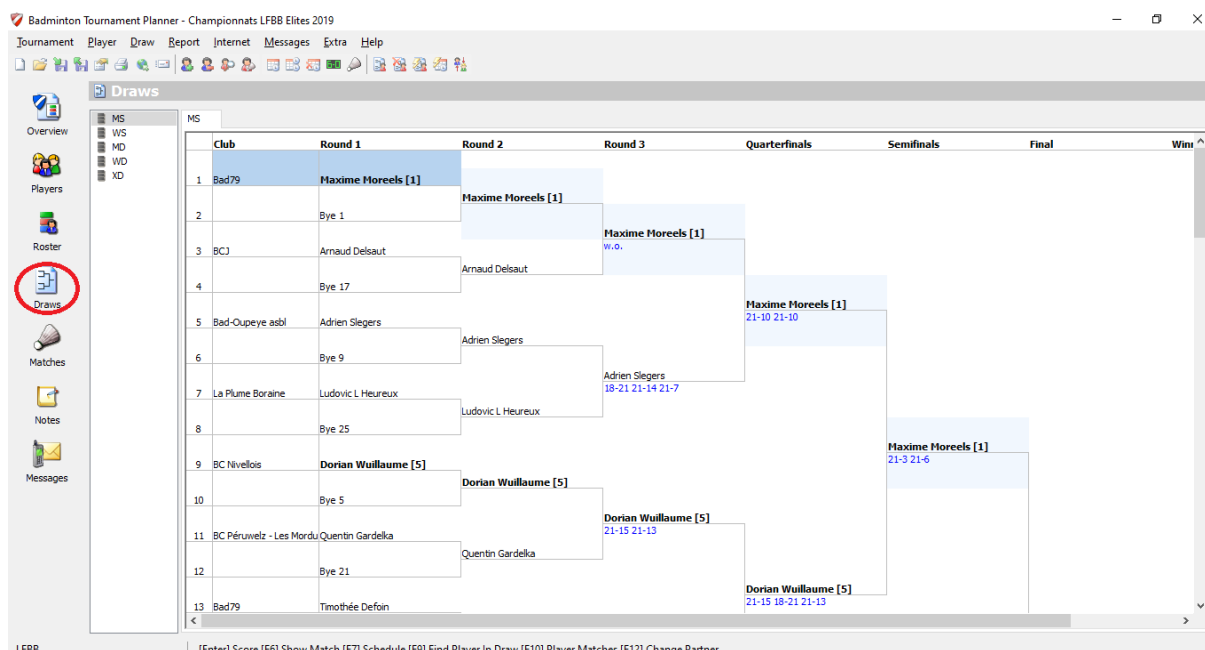 Badminton Tournament Planner - Championnats LFBB Elites 2019
Tournament Player Draw Report Internet Messages Extra Help
Draws
Overview
Players
Roster
Draws
Matches
Notes
Messages
MS
WS
MD
WD
XD
MS
Club Round 1 Round 2 Round 3 Quarterfinals Semifinals Final
1 Bad79 Maxime Moreels [1]
Maxime Moreels [1]
2 Bye 1
Maxime Moreels [1]
w.o.
3 BCJ Arnaud Delsaut
Arnaud Delsaut
4 Bye 17
Maxime Moreels [1]
21-10 21-10
5 Bad-Oupeye asbl Adrien Slegers
Adrien Slegers
6 Bye 9
Adrien Slegers
18-21 21-14 21-7
7 La Plume Boraine Ludovic L Heureux
Ludovic L Heureux
8 Bye 25
Maxime Moreels [1]
21-3 21-6
9 BC Nivellois Dorian Wuillaume [5]
Dorian Wuillaume [5]
10 Bye 5
Dorian Wuillaume [5]
21-15 21-13
11 BC Péruwelz - Les Mordu Quentin Gardelka
Quentin Gardelka
12 Bye 21
Dorian Wuillaume [5]
21-15 18-21 21-13
13 Bad79 Timothée Defoin
LFBB [Enter] Score [F6] Show Match [F7] Schedule [F9] Find Player In Draw [F10] Player Matches [F12] Change Partner